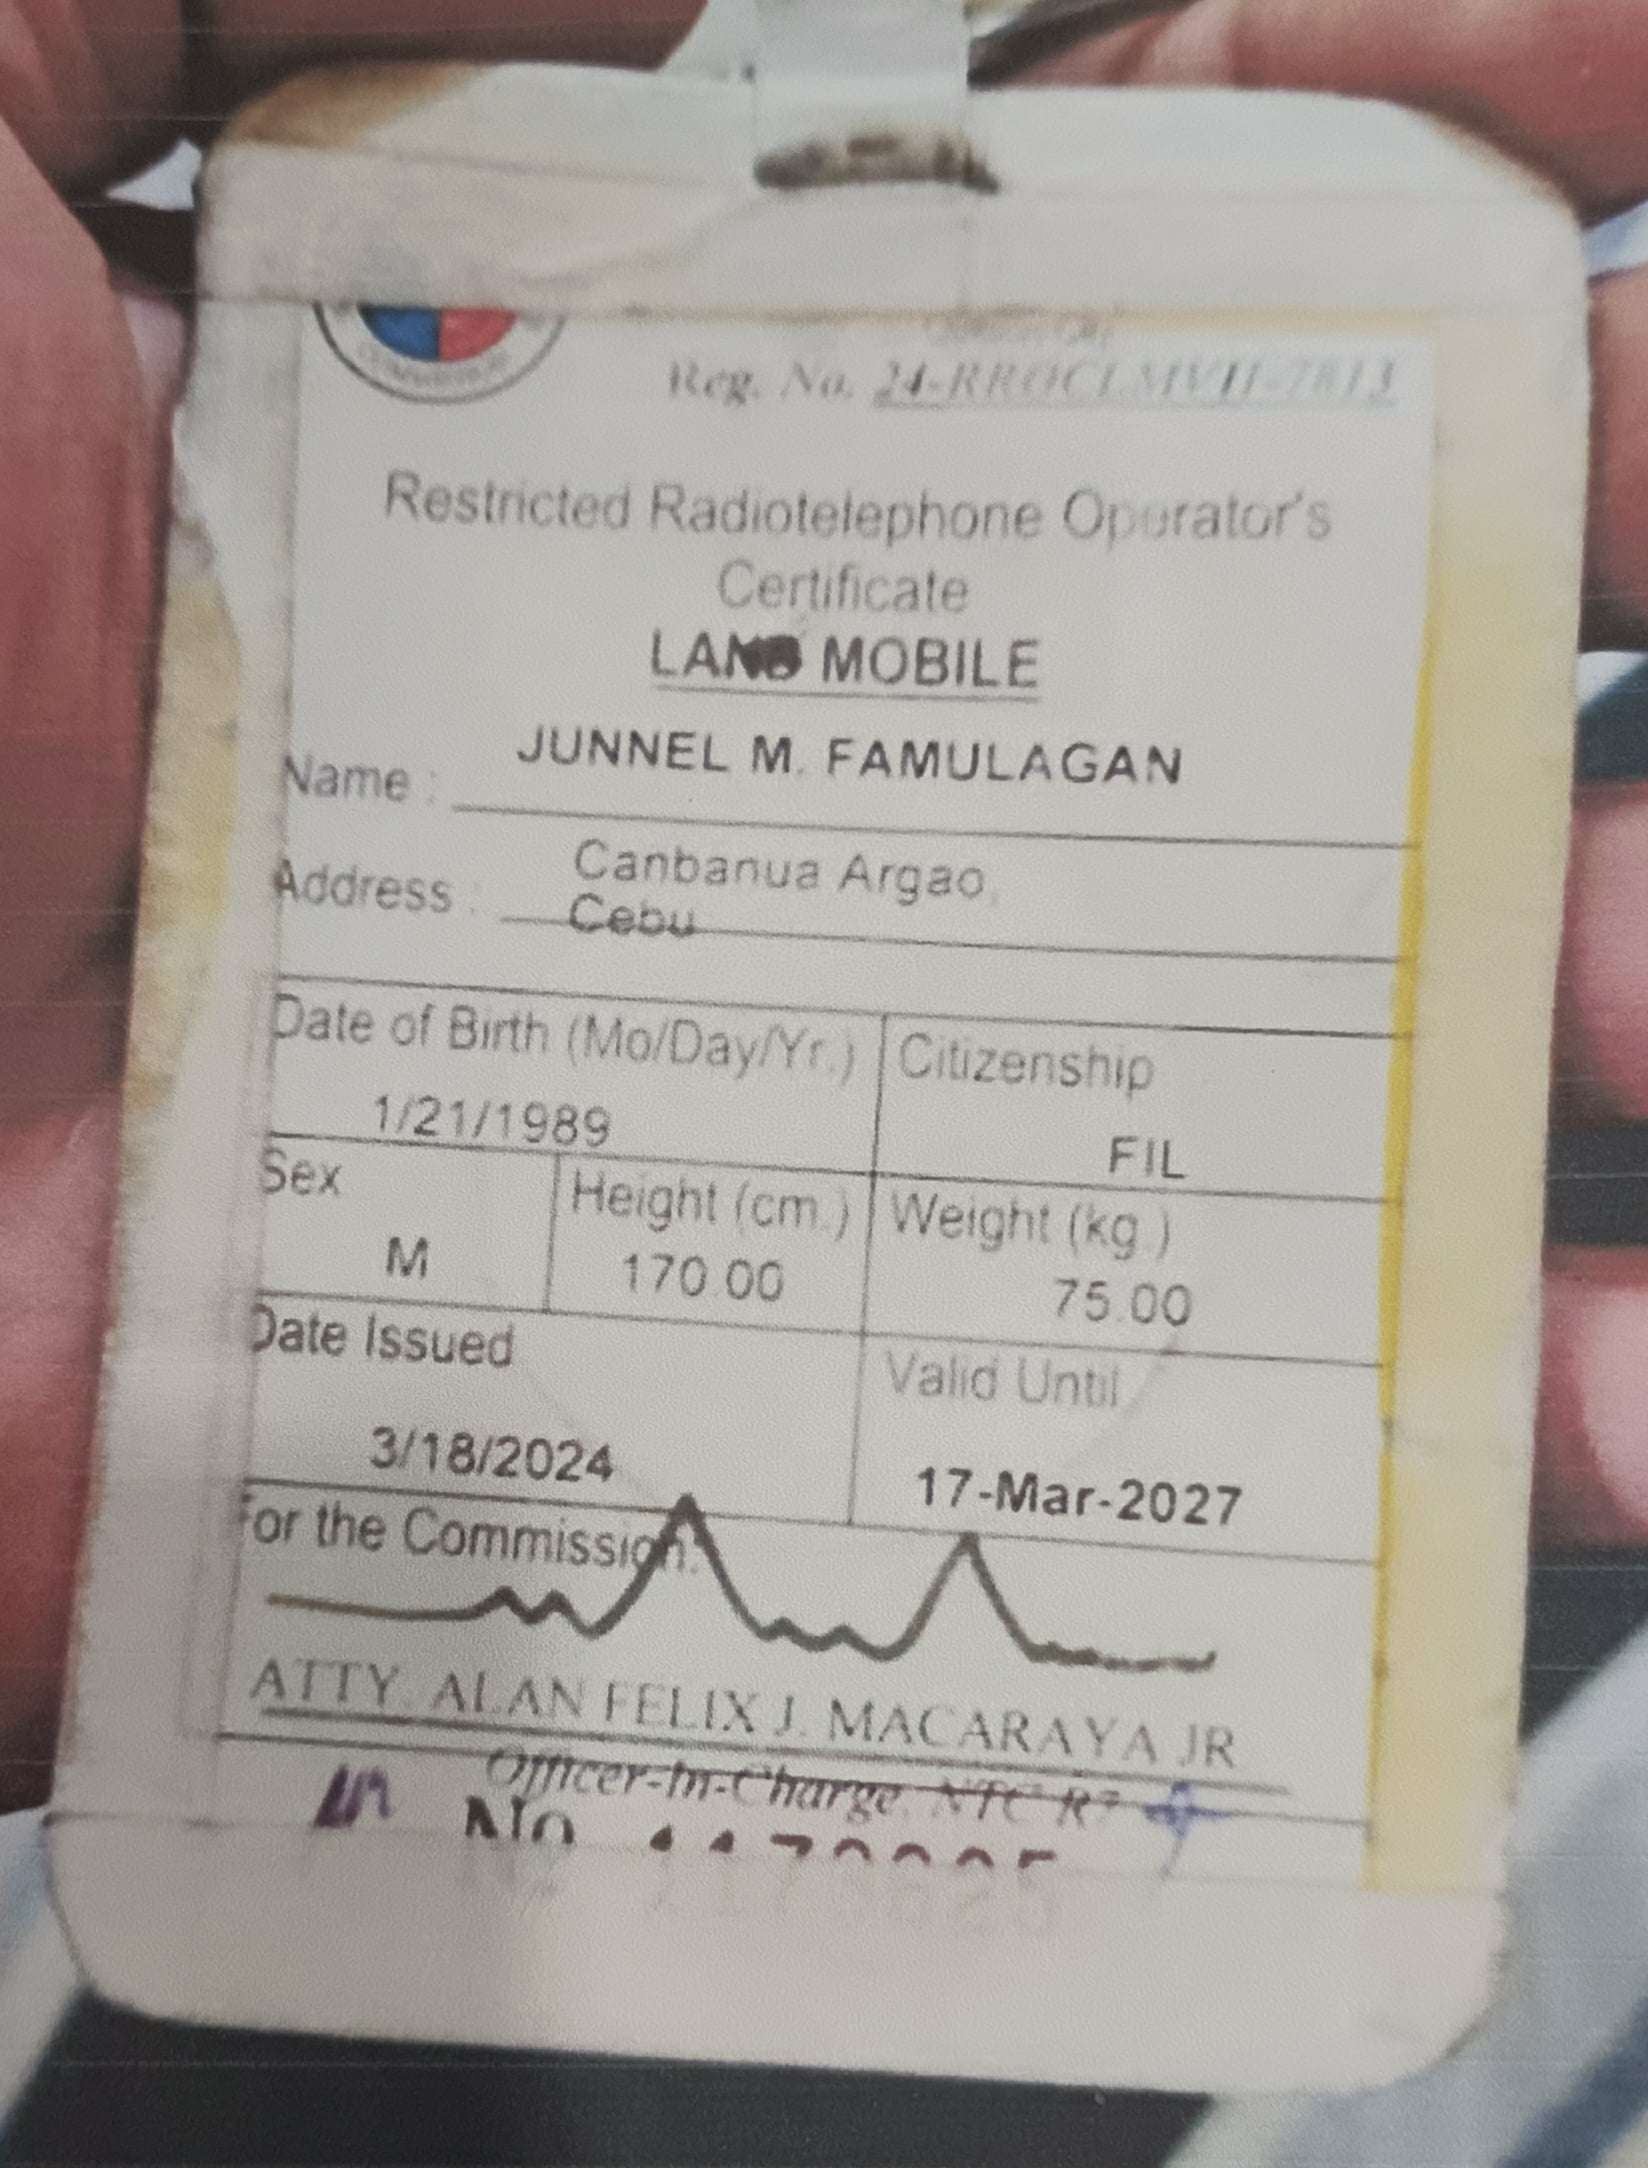 COMMISSION
Reg. No. 24-RROCLMVII-7813
Restricted Radiotelephone Operator's
Certificate
LAND MOBILE
Name : JUNNEL M. FAMULAGAN
Address : Canbanua Argao,
Cebu
Date of Birth (Mo/Day/Yr.) Citizenship
1/21/1989 FIL
Sex Height (cm.) Weight (kg.)
M 170.00 75.00
Date Issued Valid Until
3/18/2024 17-Mar-2027
For the Commission:
ATTY. ALAN FELIX J. MACARAYA JR
Officer-In-Charge, NTC R7
No